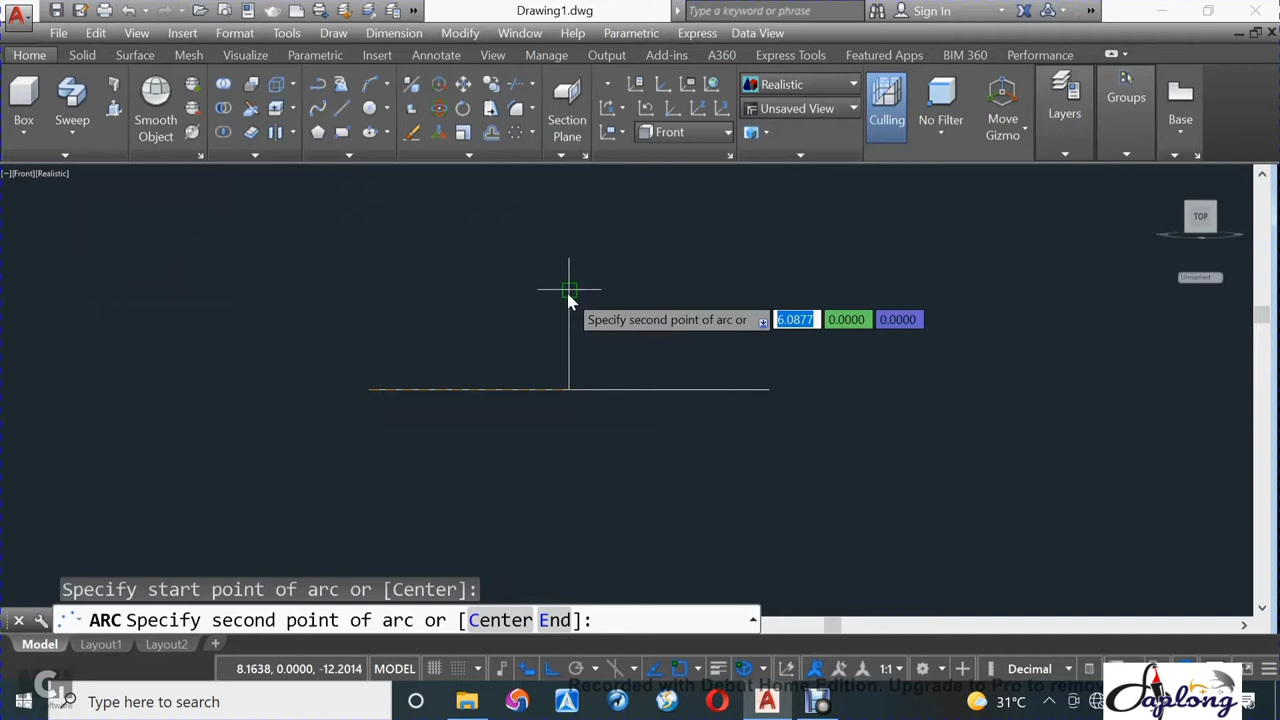 Drawing1.dwg
Type a keyword or phrase
Sign In
File Edit View Insert Format Tools Draw Dimension Modify Window Help Parametric Express Data View
Home Solid Surface Mesh Visualize Parametric Insert Annotate View Manage Output Add-ins A360 Express Tools Featured Apps BIM 360 Performance
Box
Sweep
Smooth
Object
Section
Plane
Realistic
Unsaved View
Front
Culling
No Filter
Move
Gizmo
Layers
Groups
Base
[−][Front][Realistic]
TOP
Unnamed
Specify second point of arc or 6.0877 0.0000 0.0000
Specify start point of arc or [Center]:
ARC Specify second point of arc or [Center End]:
Model Layout1 Layout2
8.1638, 0.0000, -12.2014 MODEL 1:1 Decimal
Recorded with Debut Home Edition. Upgrade to Pro to remov
Type here to search
31°C
Daplong